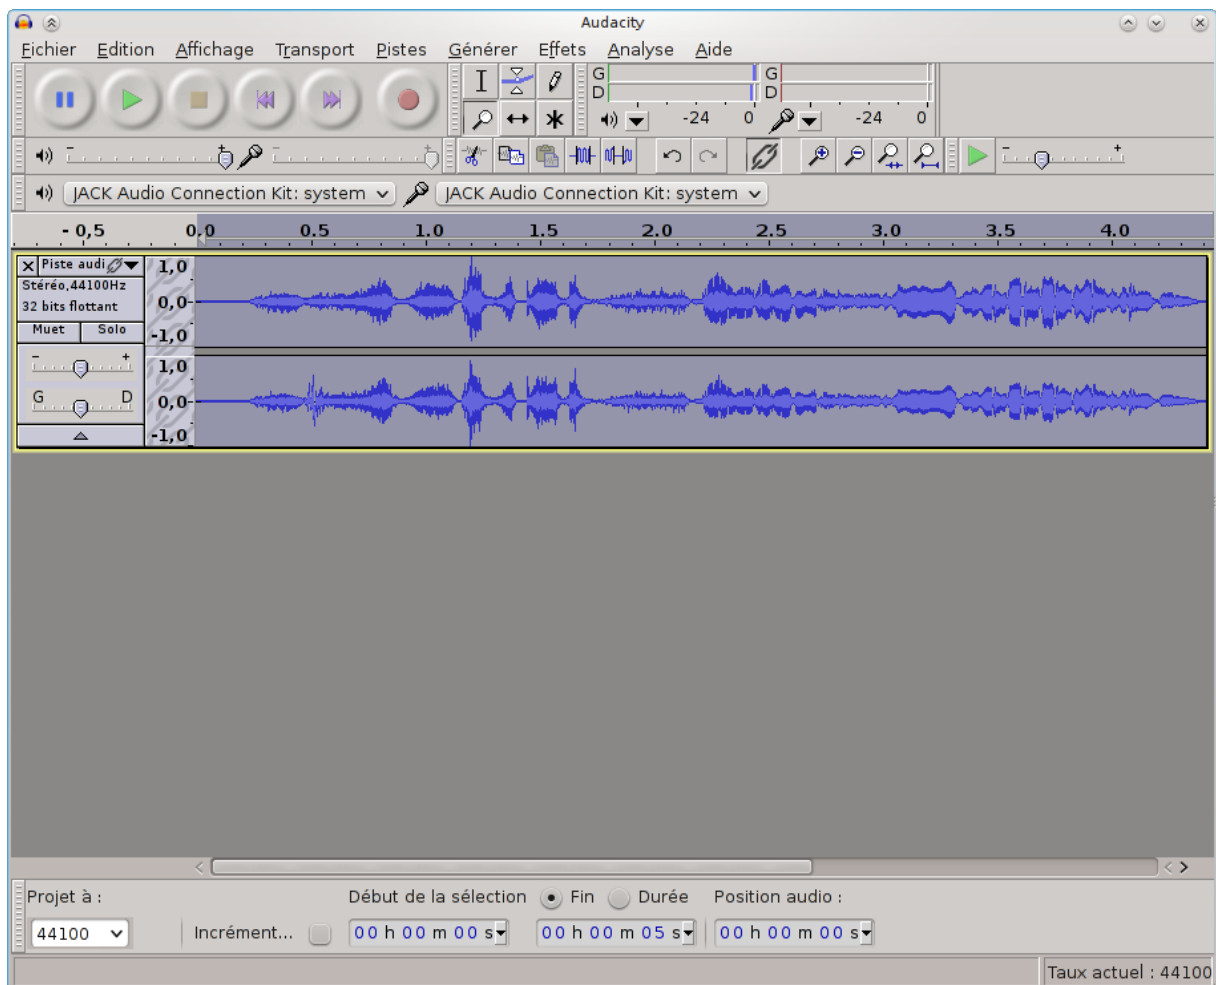 Audacity
Fichier Edition Affichage Transport Pistes Générer Effets Analyse Aide
G G
D D
-24 0 -24 0
- + - + - +
JACK Audio Connection Kit: system JACK Audio Connection Kit: system
- 0,5 0,0 0.5 1.0 1.5 2.0 2.5 3.0 3.5 4.0
X Piste audi 1,0
Stéréo,44100Hz
32 bits flottant 0,0-
Muet Solo -1,0
- + 1,0
G D 0,0-
-1,0
Projet à : Début de la sélection Fin Durée Position audio :
44100 Incrément... 00 h 00 m 00 s 00 h 00 m 05 s 00 h 00 m 00 s
Taux actuel : 44100